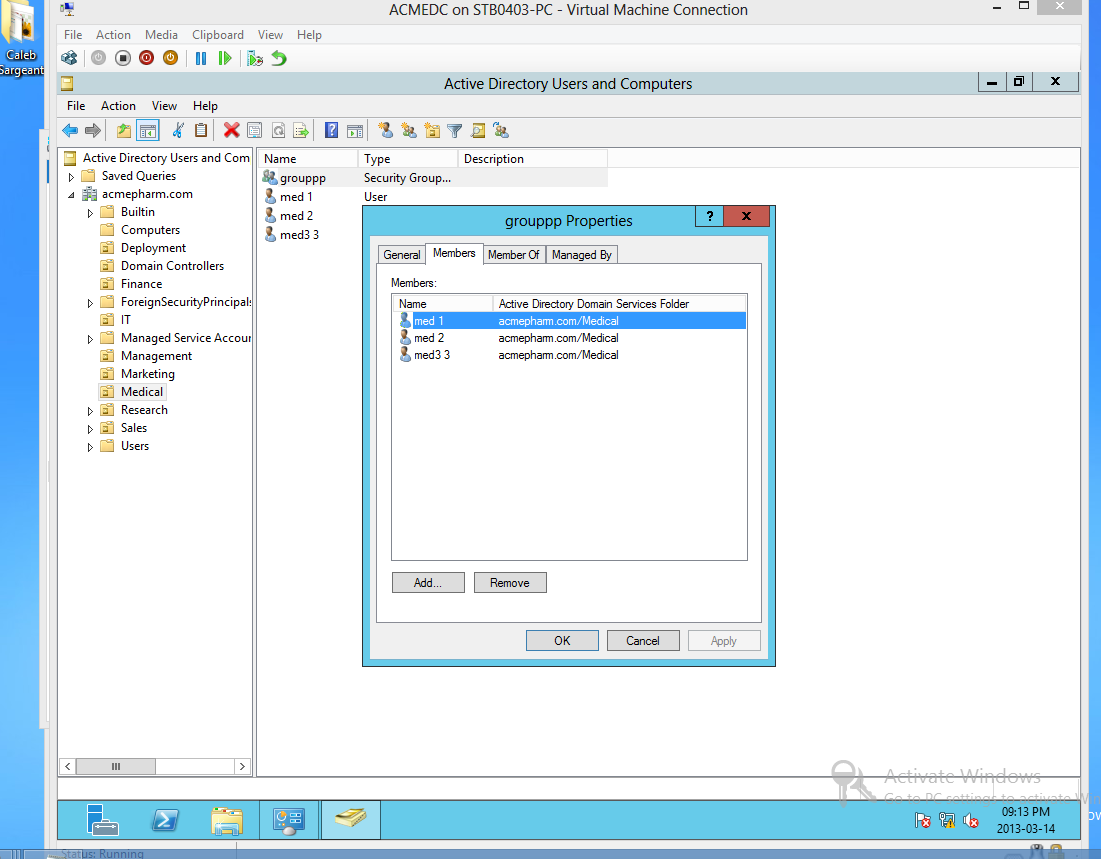 ACMEDC on STB0403-PC - Virtual Machine Connection
File Action Media Clipboard View Help
Caleb
Sargeant
Active Directory Users and Computers
File Action View Help
Active Directory Users and Com
Saved Queries
acmepharm.com
Builtin
Computers
Deployment
Domain Controllers
Finance
ForeignSecurityPrincipals
IT
Managed Service Accour
Management
Marketing
Medical
Research
Sales
Users
Name Type Description
grouppp Security Group...
med 1 User
med 2
med3 3
grouppp Properties
? x
General Members Member Of Managed By
Members:
Name Active Directory Domain Services Folder
med 1 acmepharm.com/Medical
med 2 acmepharm.com/Medical
med3 3 acmepharm.com/Medical
Add... Remove
OK Cancel Apply
Activate Windows
Go to PC settings to activate
09:13 PM
2013-03-14
Status: Running